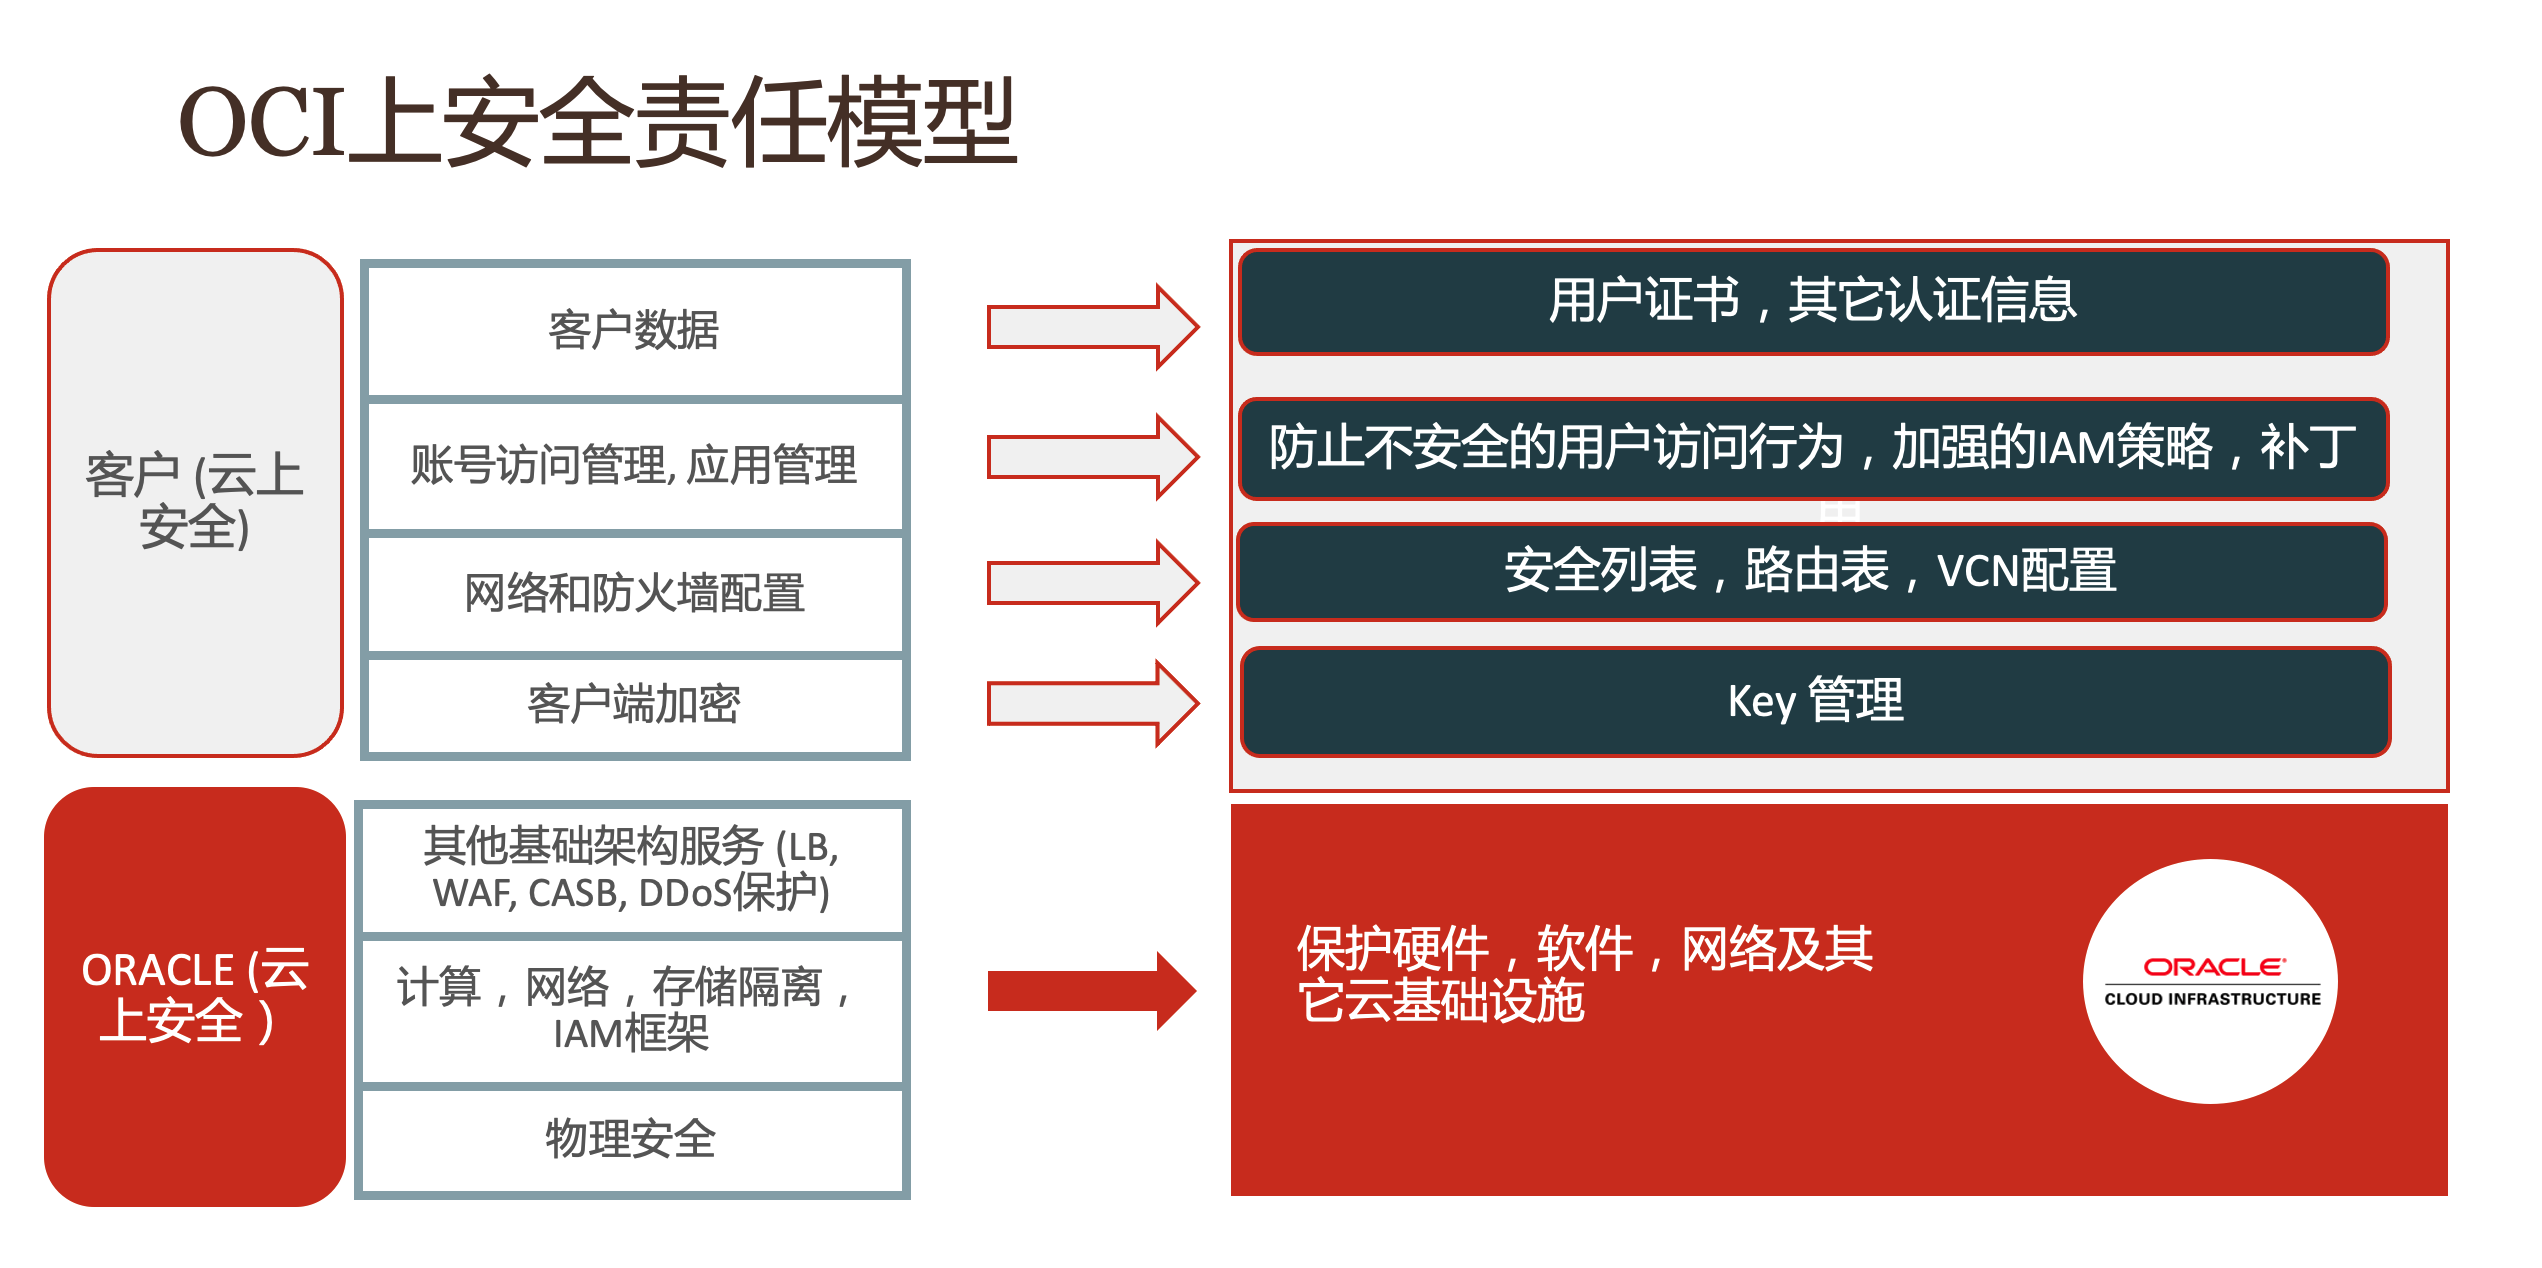 OCI上安全责任模型
客户 (云上
安全)
客户数据
用户证书，其它认证信息
账号访问管理, 应用管理
防止不安全的用户访问行为，加强的IAM策略，补丁
网络和防火墙配置
安全列表，路由表，VCN配置
客户端加密
Key 管理
ORACLE (云
上安全 ）
其他基础架构服务 (LB,
WAF, CASB, DDoS保护)
计算，网络，存储隔离，
IAM框架
物理安全
保护硬件，软件，网络及其
它云基础设施
ORACLE®
CLOUD INFRASTRUCTURE